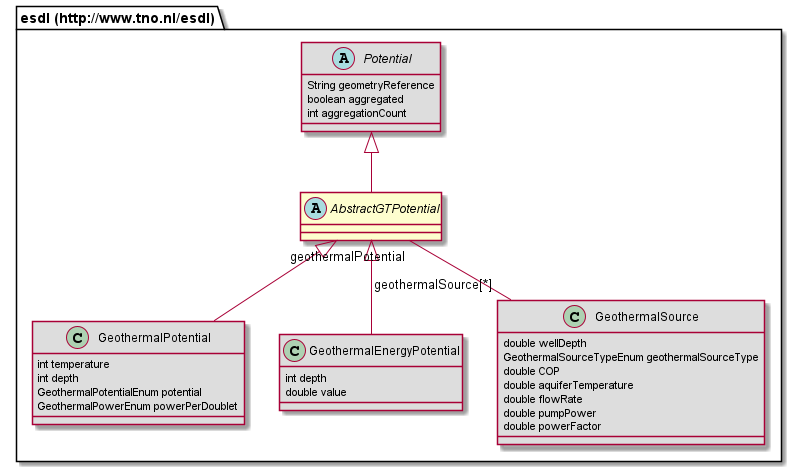 esdl (http://www.tno.nl/esdl)
A Potential
String geometryReference
boolean aggregated
int aggregationCount
A AbstractGTPotential
geothermalPotential
geothermalSource[*]
C GeothermalPotential
int temperature
int depth
GeothermalPotentialEnum potential
GeothermalPowerEnum powerPerDoublet
C GeothermalEnergyPotential
int depth
double value
C GeothermalSource
double wellDepth
GeothermalSourceTypeEnum geothermalSourceType
double COP
double aquiferTemperature
double flowRate
double pumpPower
double powerFactor